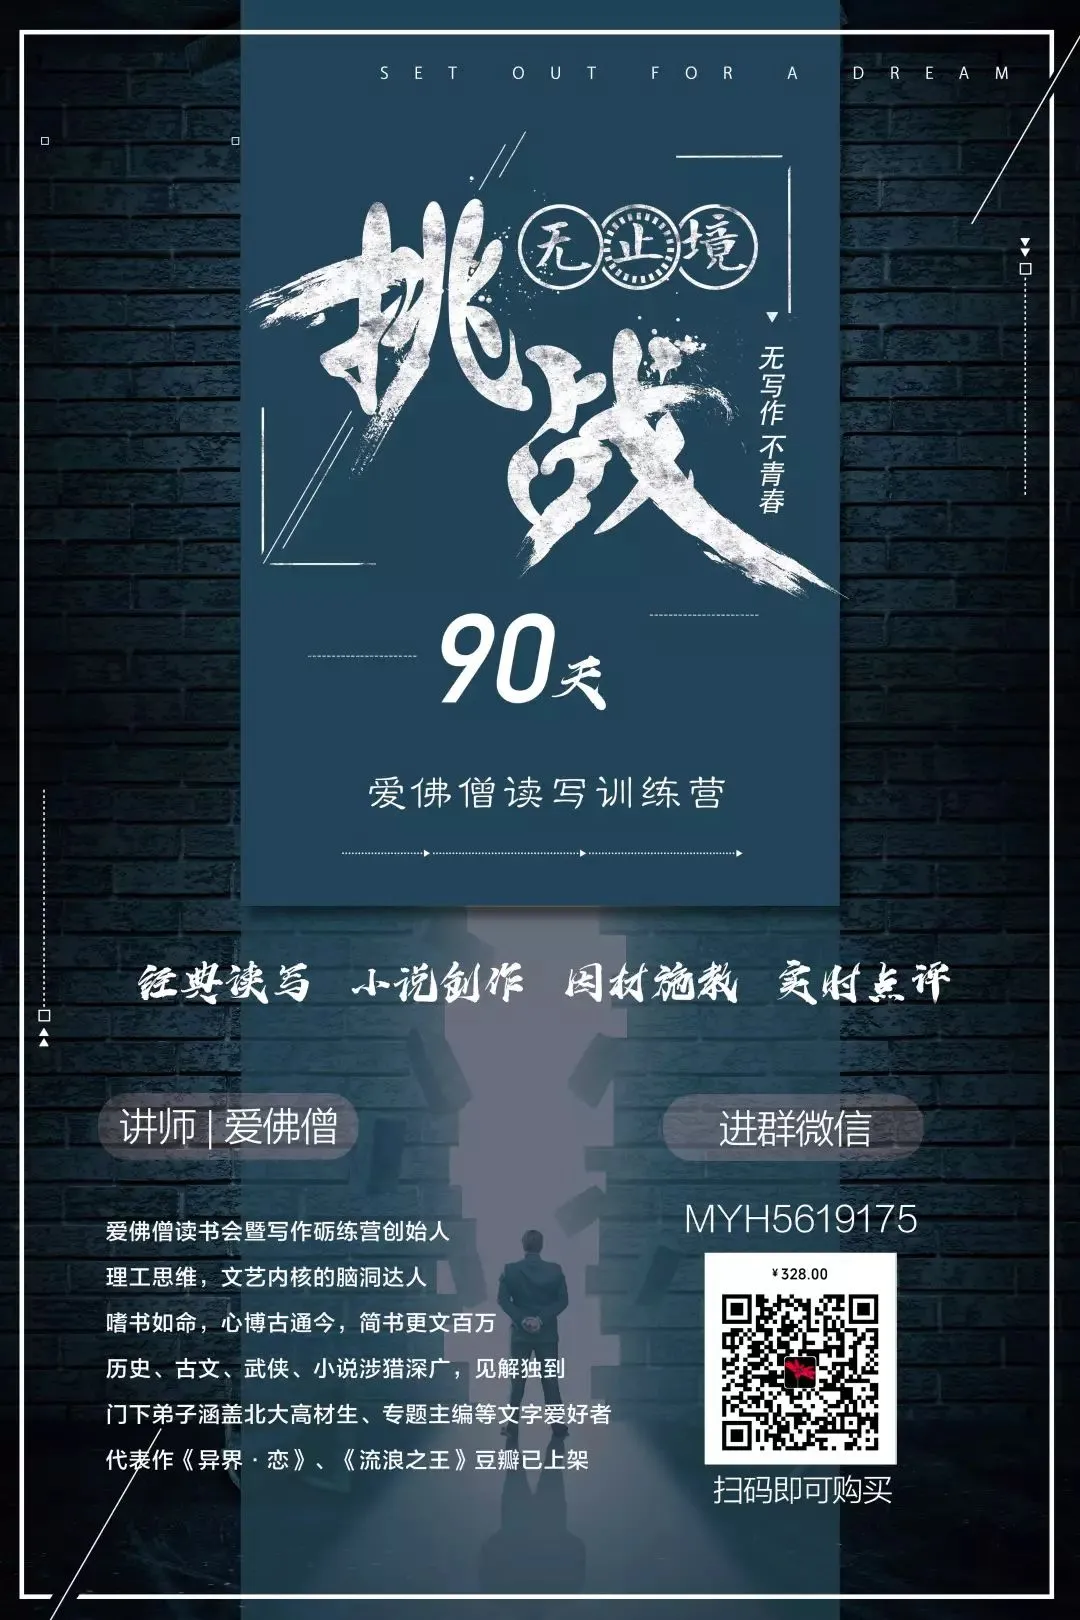 SET OUT FOR A DREAM
挑战
无止境
无写作 不青春
90天
爱佛僧读写训练营
经典读写 小说创作 因材施教 实时点评
讲师 | 爱佛僧
爱佛僧读书会暨写作砺练营创始人
理工思维，文艺内核的脑洞达人
嗜书如命，心博古通今，简书更文百万
历史、古文、武侠、小说涉猎深广，见解独到
门下弟子涵盖北大高材生、专题主编等文字爱好者
代表作《异界·恋》、《流浪之王》豆瓣已上架
进群微信
MYH5619175
¥328.00
扫码即可购买